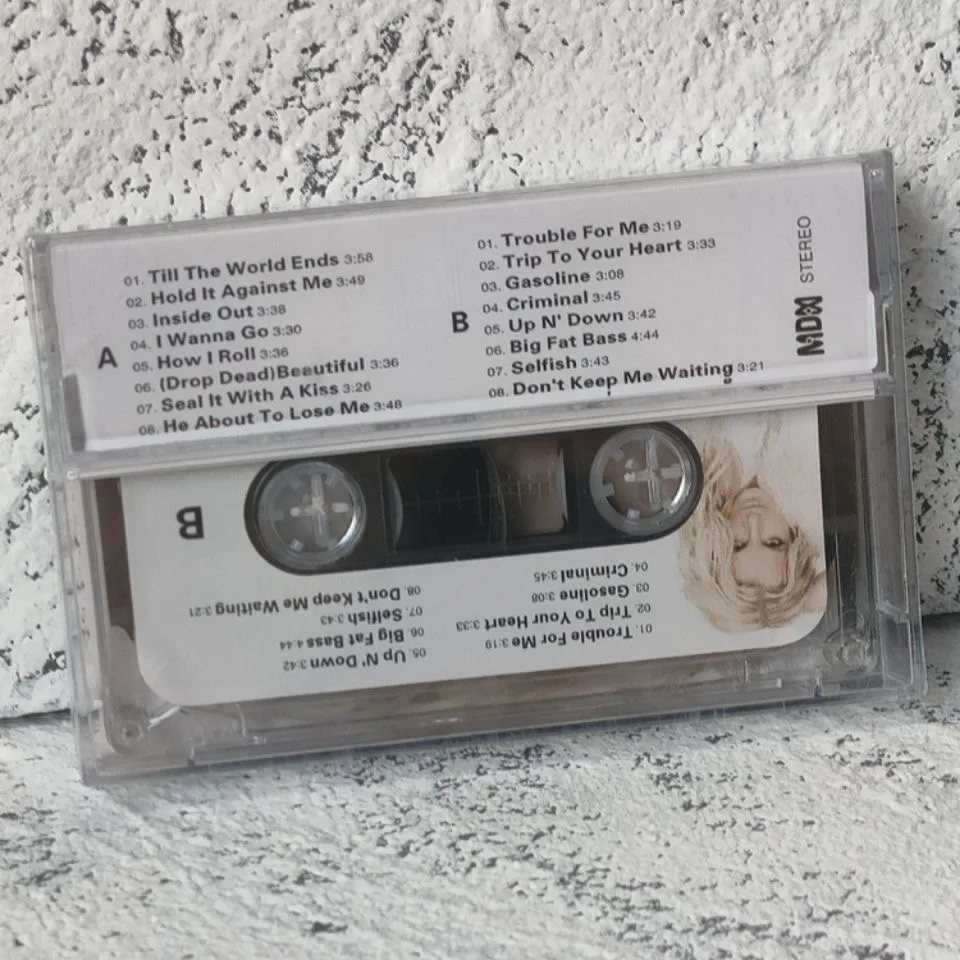 A
01. Till The World Ends 3:58
02. Hold It Against Me 3:49
03. Inside Out 3:38
04. I Wanna Go 3:30
05. How I Roll 3:36
06. (Drop Dead)Beeutiful 3:36
07. Seal It With A Kiss 3:26
08. He About To Lose Me 3:48
B
01. Trouble For Me 3:19
02. Trip To Your Heart 3:33
03. Gasoline 3:08
04. Criminal 3:45
05. Up N' Down 3:42
06. Big Fat Bass 4:44
07. Selfish 3:43
08. Don't Keep Me Waiting 3:21
MDX STEREO
B
01. Trouble For Me 3:19
02. Trip To Your Heart 3:33
03. Gasoline 3:08
04. Criminal 3:45
05. Up N' Down 3:42
06. Big Fat Bass 4:44
07. Selfish 3:43
08. Don't Keep Me Waiting 3:21